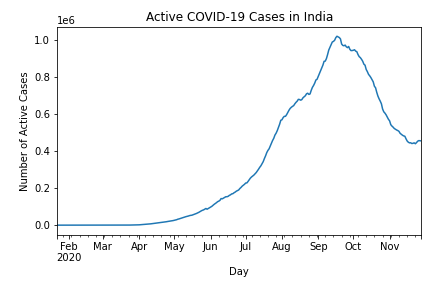 Active COVID-19 Cases in India
1e6
Number of Active Cases
1.0
0.8
0.6
0.4
0.2
0.0
Feb Mar Apr May Jun Jul Aug Sep Oct Nov
2020
Day